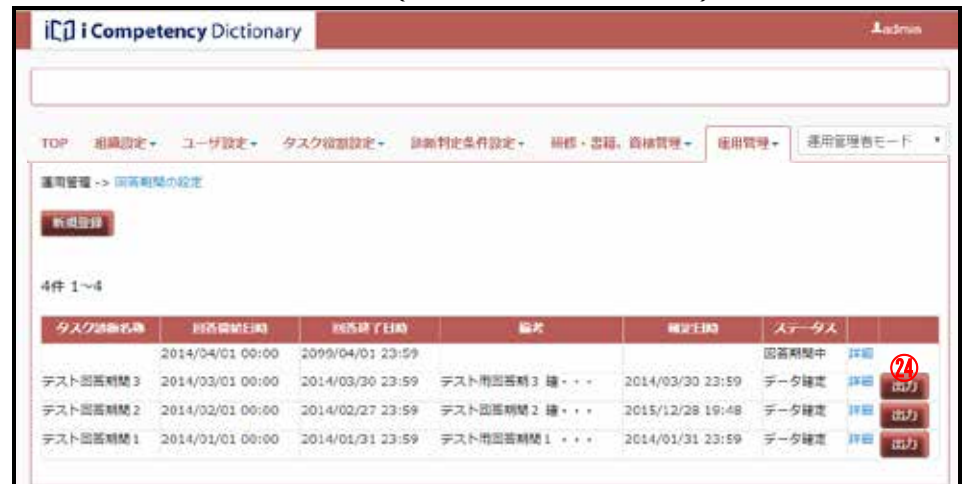 i Competency Dictionary
admin
TOP 組織設定 ユーザ設定 タスク役割設定 診断判定条件設定 研修・書籍、資格管理 運用管理 運用管理者モード
運用管理 -> 回答期間の設定
新規登録
4件 1～4
タスク診断名称 回答開始日時 回答終了日時 備考 確定日時 ステータス
2014/04/01 00:00 2099/04/01 23:59 回答期間中 詳細
㉔
テスト回答期間3 2014/03/01 00:00 2014/03/30 23:59 テスト用回答期3 確・・・ 2014/03/30 23:59 データ確定 詳細 出力
テスト回答期間2 2014/02/01 00:00 2014/02/27 23:59 テスト回答期間2 確・・・ 2015/12/28 19:48 データ確定 詳細 出力
テスト回答期間1 2014/01/01 00:00 2014/01/31 23:59 テスト用回答期間1 ・・・ 2014/01/31 23:59 データ確定 詳細 出力